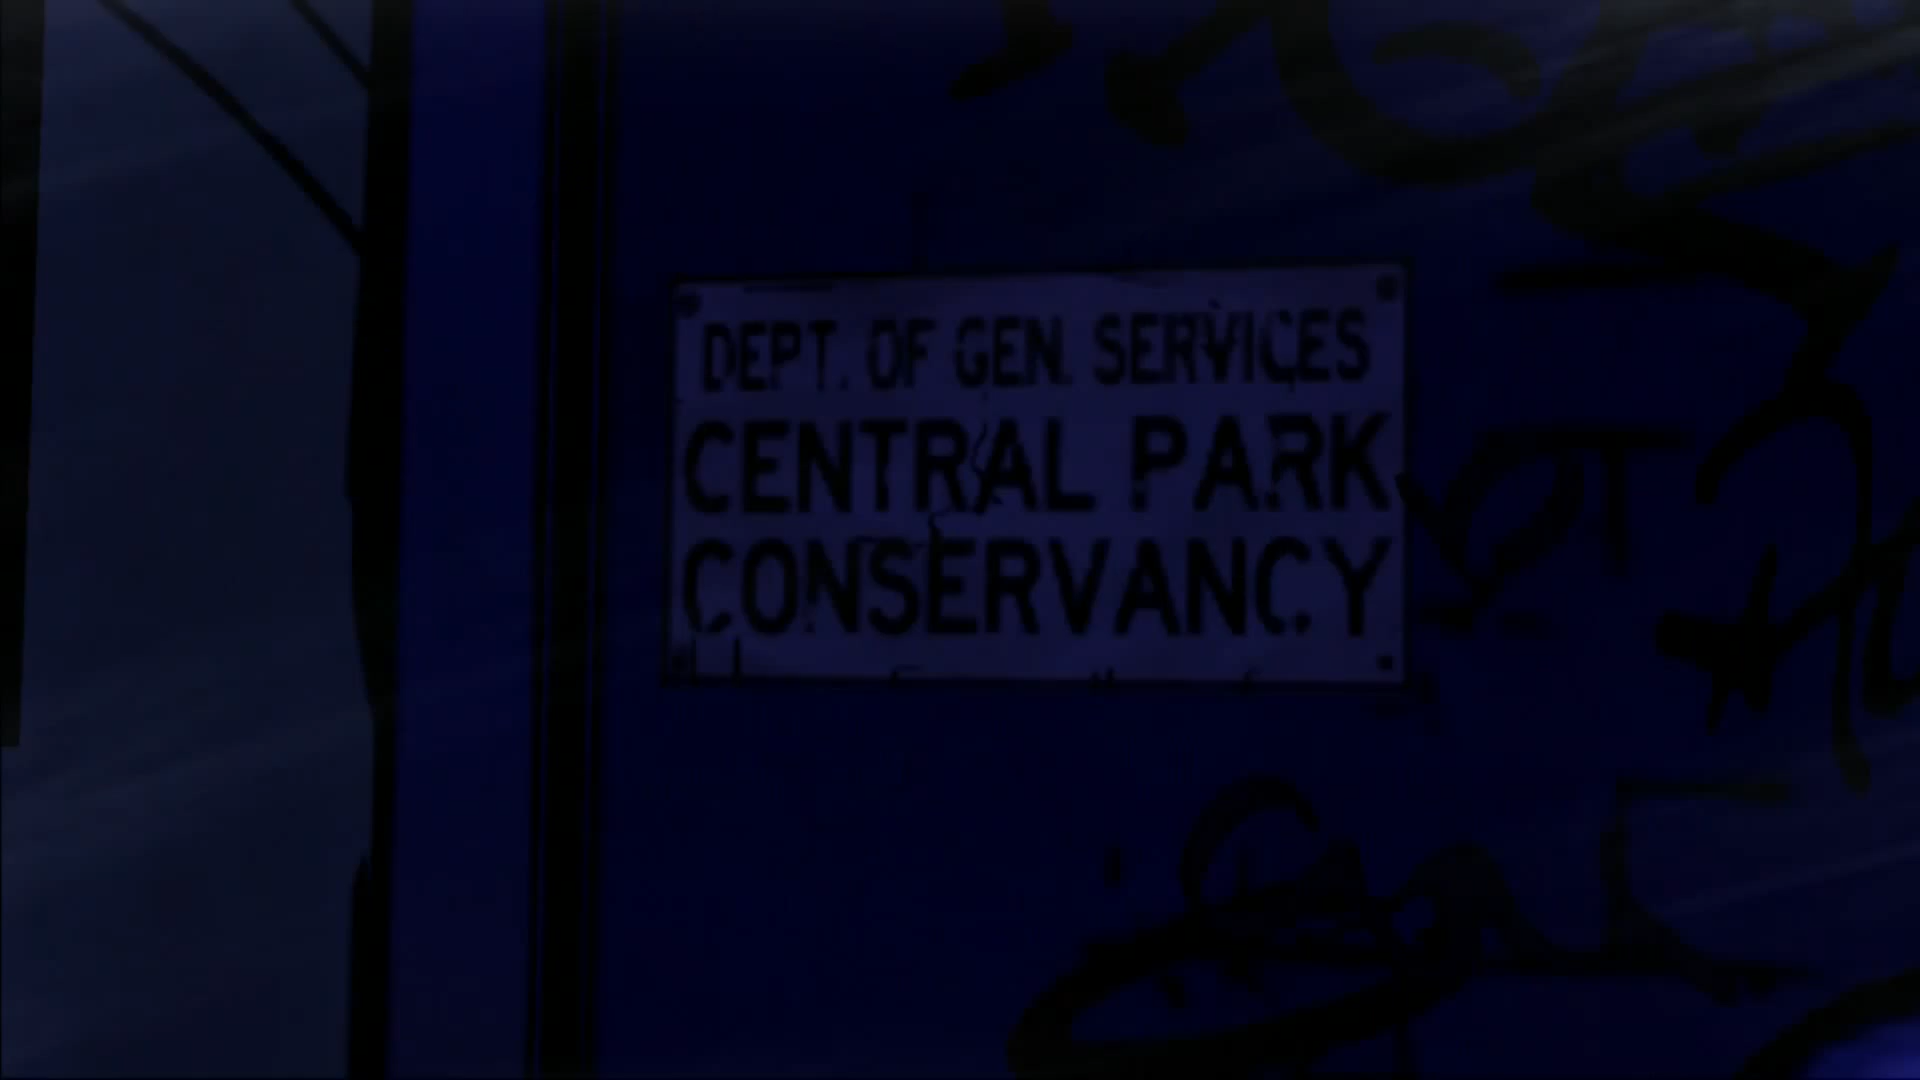 DEPT. OF GEN. SERVICES
CENTRAL PARK
CONSERVANCY